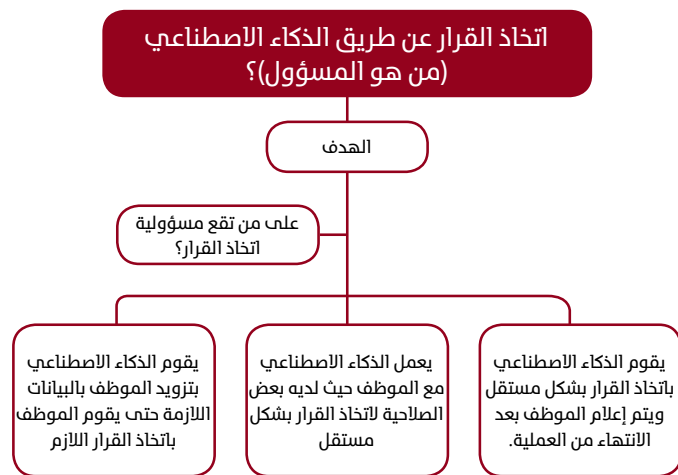 اتخاذ القرار عن طريق الذكاء الاصطناعي
(من هو المسؤول)؟
الهدف
على من تقع مسؤولية
اتخاذ القرار؟
يقوم الذكاء الاصطناعي
باتخاذ القرار بشكل مستقل
ويتم إعلام الموظف بعد
الانتهاء من العملية.
يعمل الذكاء الاصطناعي
مع الموظف حيث لديه بعض
الصلاحية لاتخاذ القرار بشكل
مستقل
يقوم الذكاء الاصطناعي
بتزويد الموظف بالبيانات
اللازمة حتى يقوم الموظف
باتخاذ القرار اللازم